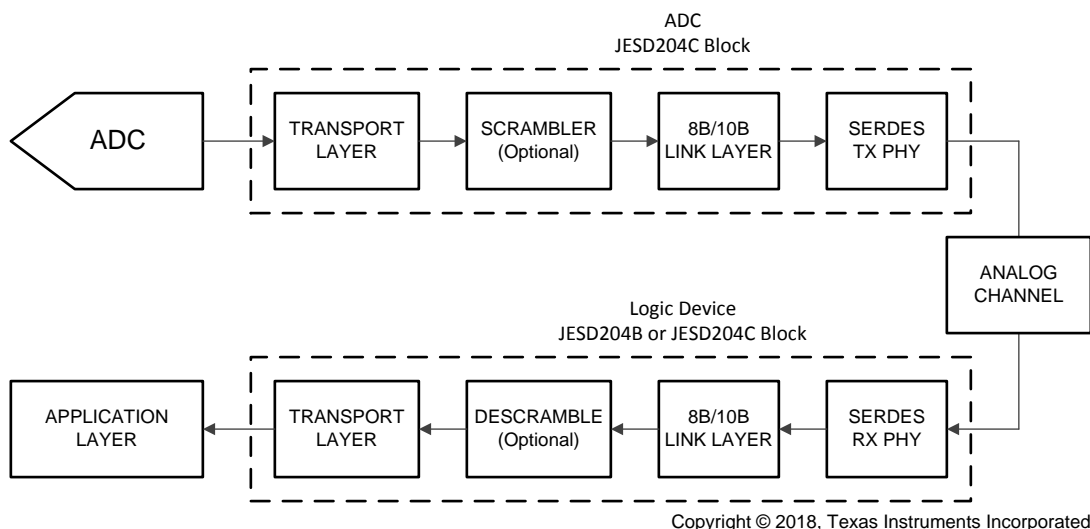 ADC
JESD204C Block
ADC
TRANSPORT
LAYER
SCRAMBLER
(Optional)
8B/10B
LINK LAYER
SERDES
TX PHY
ANALOG
CHANNEL
Logic Device
JESD204B or JESD204C Block
APPLICATION
LAYER
TRANSPORT
LAYER
DESCRAMBLE
(Optional)
8B/10B
LINK LAYER
SERDES
RX PHY
Copyright © 2018, Texas Instruments Incorporated